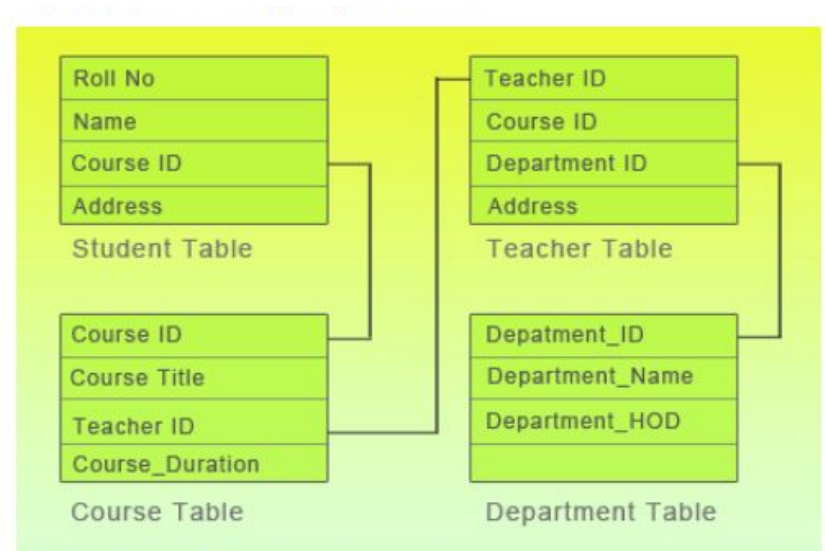 Roll No
Name
Course ID
Address
Student Table
Teacher ID
Course ID
Department ID
Address
Teacher Table
Course ID
Course Title
Teacher ID
Course_Duration
Course Table
Depatment_ID
Department_Name
Department_HOD
Department Table